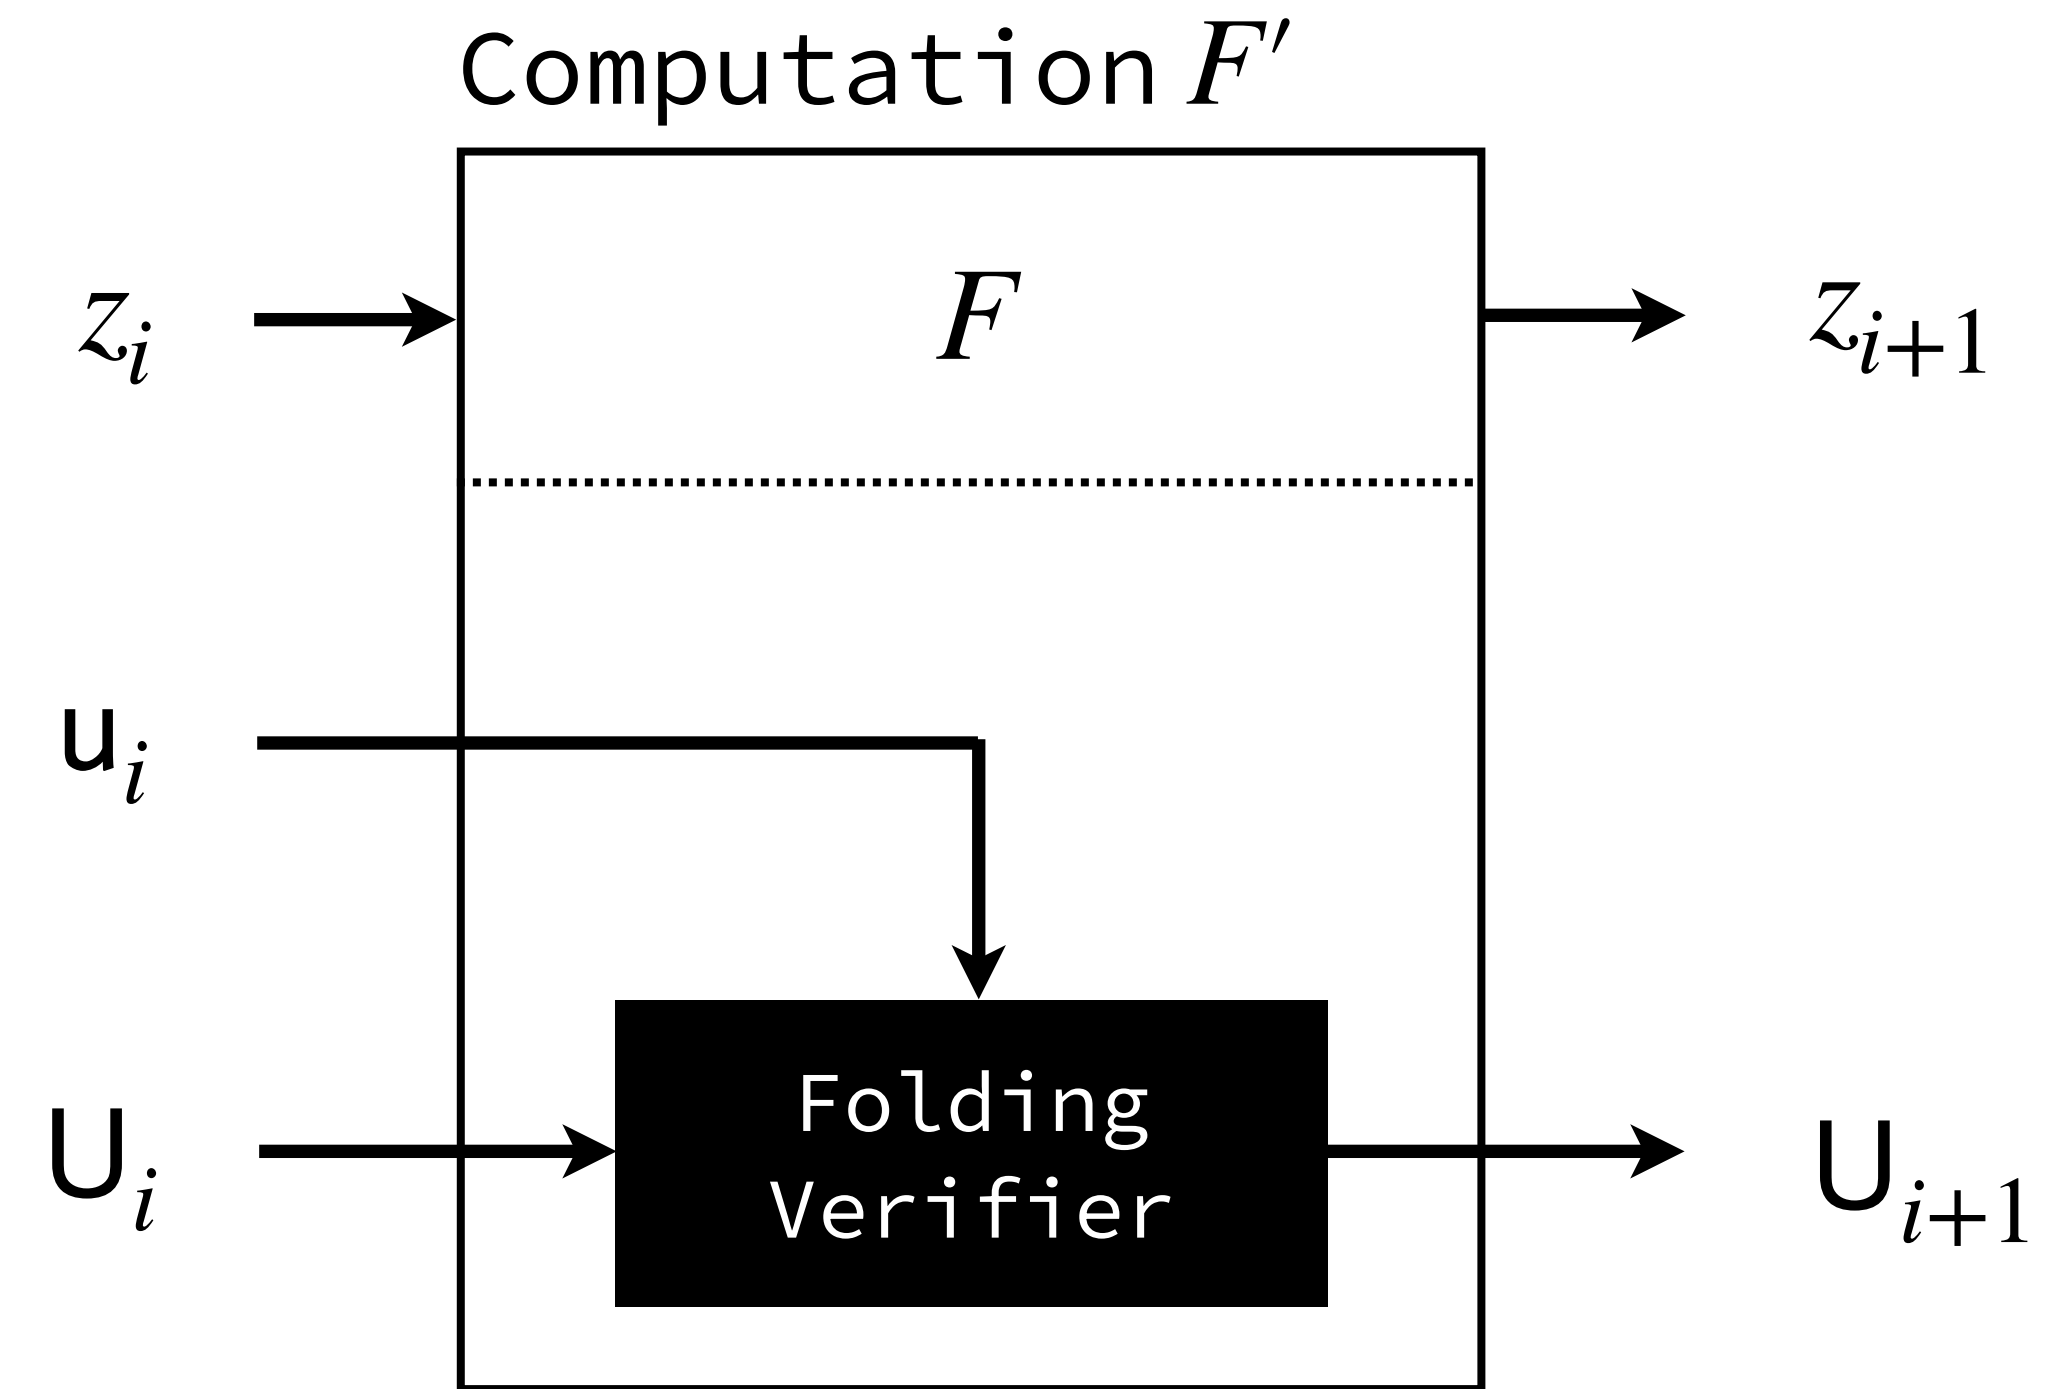 Computation F′
z_i
F
z_{i+1}
u_i
Folding
Verifier
U_i
U_{i+1}